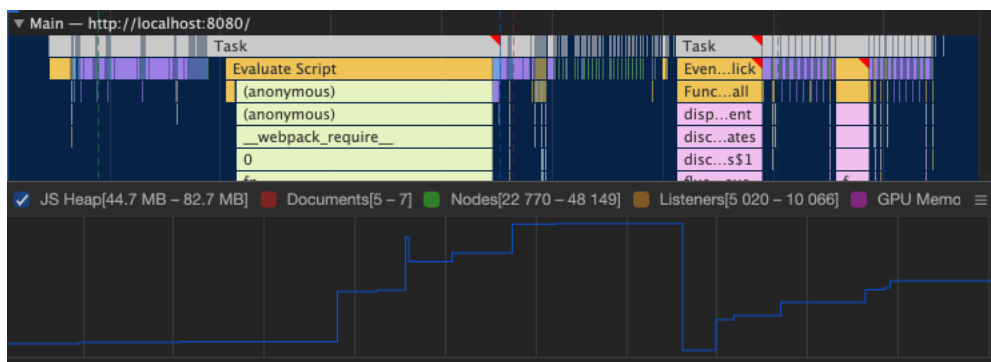 ▼ Main — http://localhost:8080/
Task
Task
Evaluate Script
Even...lick
(anonymous)
Func...all
(anonymous)
disp...ent
__webpack_require__
disc...ates
0
disc...s$1
JS Heap[44.7 MB – 82.7 MB] Documents[5 – 7] Nodes[22 770 – 48 149] Listeners[5 020 – 10 066] GPU Memo